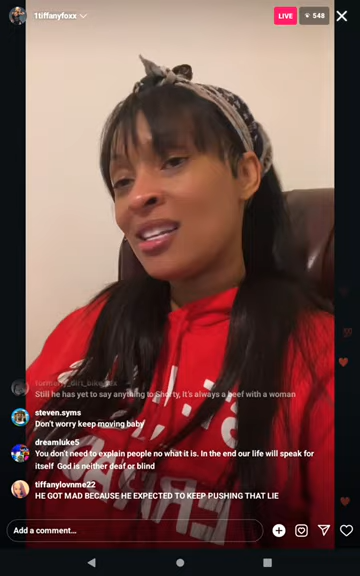 1tiffanyfoxx
LIVE
548
Still he has yet to say anything to Shorty, It's always a beef with a woman
steven.syms
Don't worry keep moving baby
dreamluke5
You don't need to explain people no what it is. In the end our life will speak for
itself God is neither deaf or blind
tiffanylovnme22
HE GOT MAD BECAUSE HE EXPECTED TO KEEP PUSHING THAT LIE
Add a comment...